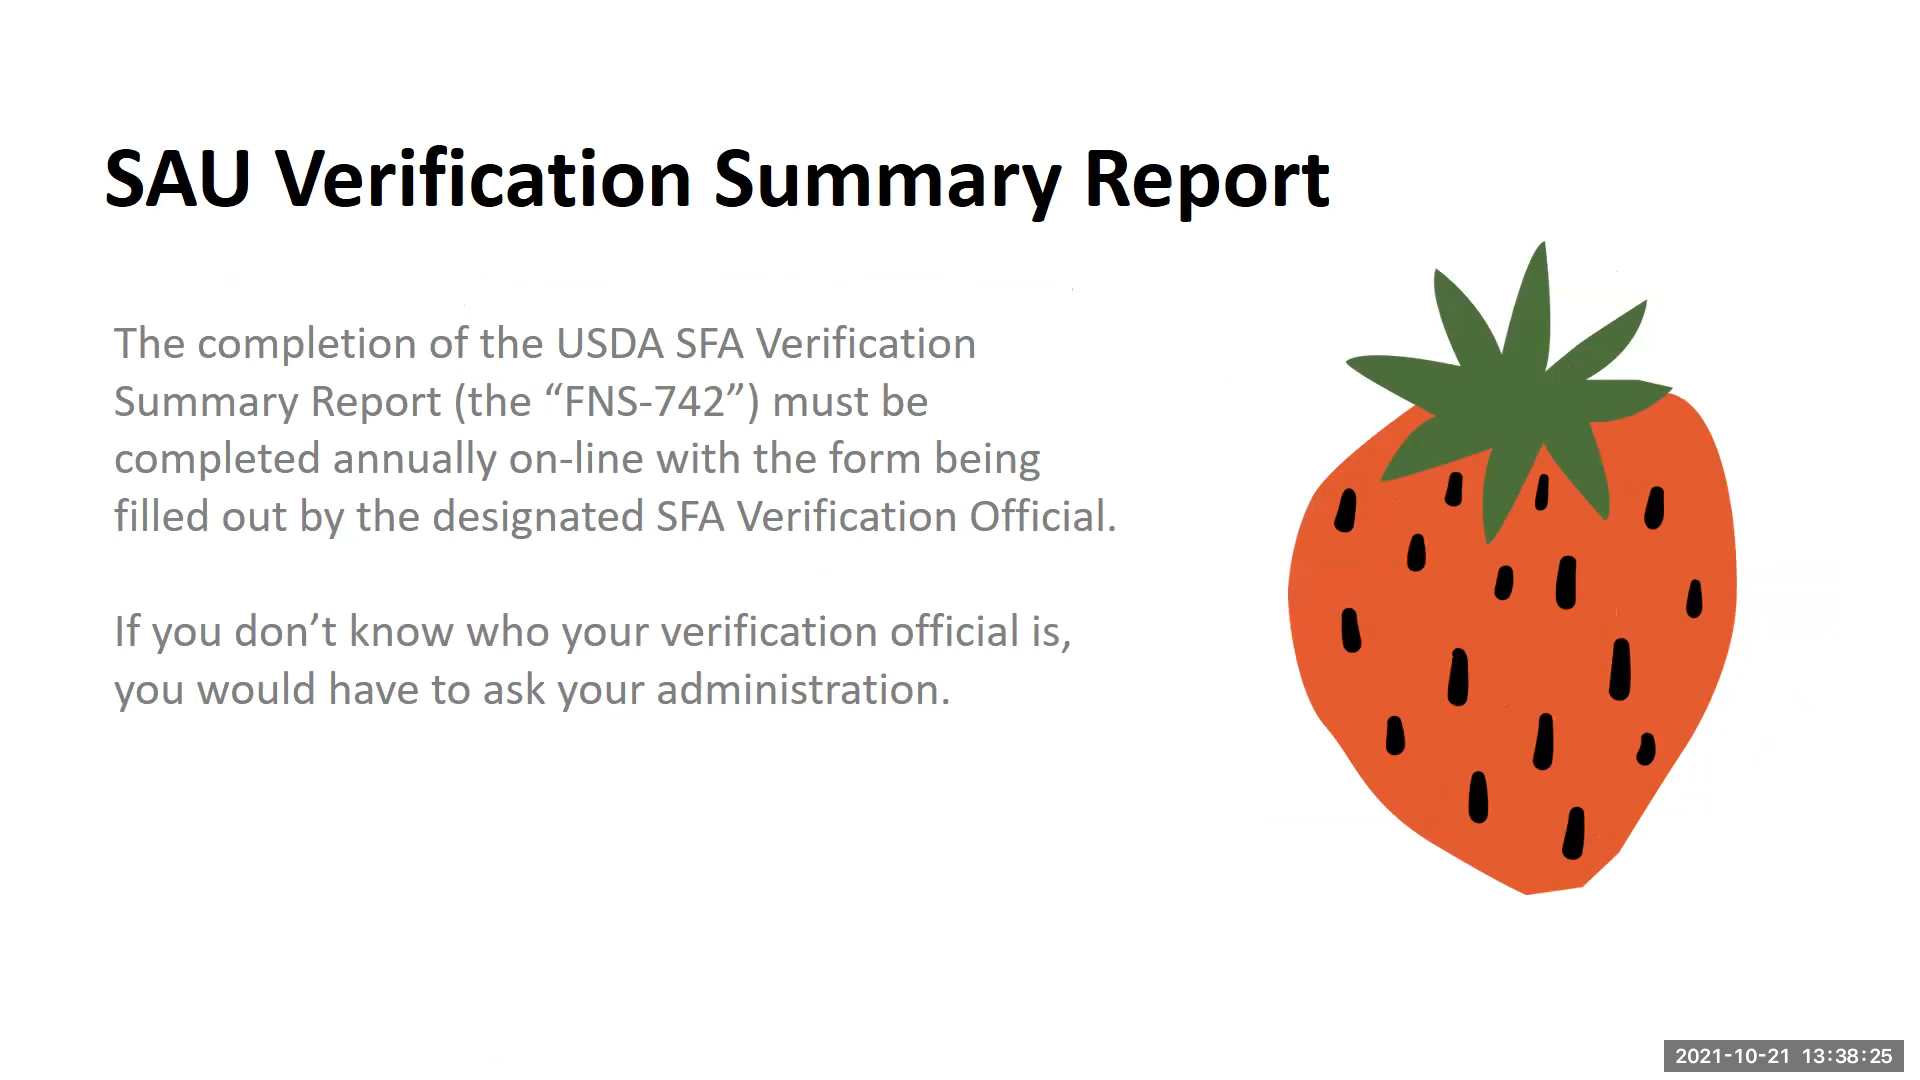 SAU Verification Summary Report
The completion of the USDA SFA Verification
Summary Report (the “FNS-742”) must be
completed annually on-line with the form being
filled out by the designated SFA Verification Official.
If you don’t know who your verification official is,
you would have to ask your administration.
2021-10-21 13:38:25